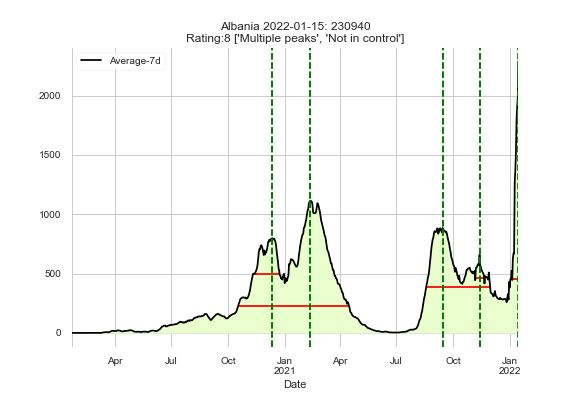 Albania 2022-01-15: 230940
Rating:8 ['Multiple peaks', 'Not in control']
Average-7d
2000
1500
1000
500
0
Apr
Jul
Oct
Jan
2021
Apr
Jul
Oct
Jan
2022
Date